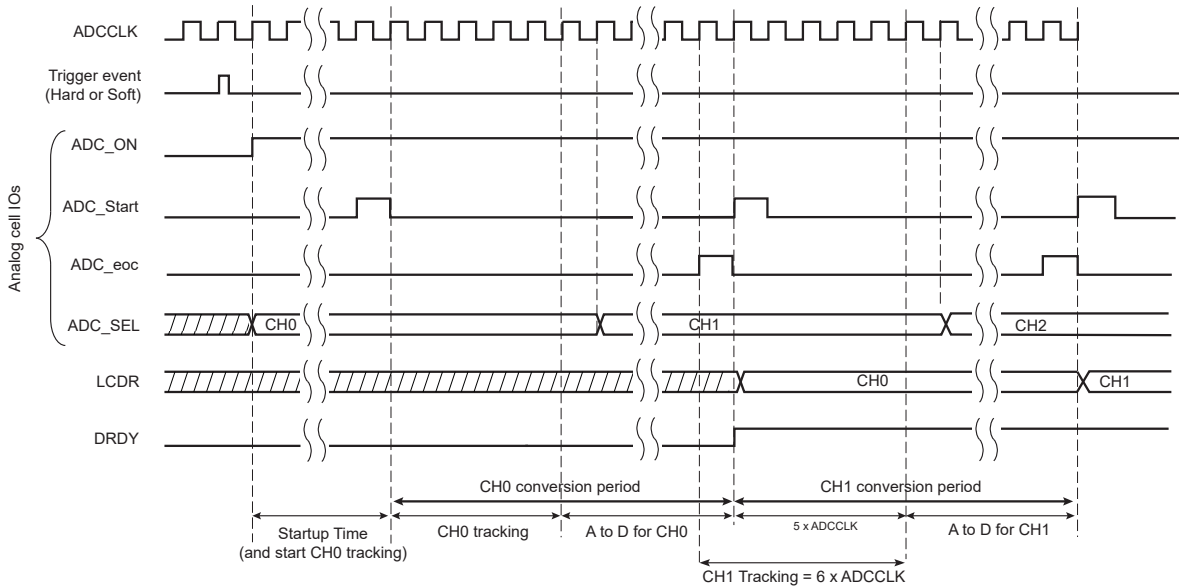 ADCCLK
Trigger event
(Hard or Soft)
Analog cell IOs
ADC_ON
ADC_Start
ADC_eoc
ADC_SEL
CH0
CH1
CH2
LCDR
CH0
CH1
DRDY
CH0 conversion period
CH1 conversion period
Startup Time
(and start CH0 tracking)
CH0 tracking
A to D for CH0
5 x ADCCLK
A to D for CH1
CH1 Tracking = 6 x ADCCLK